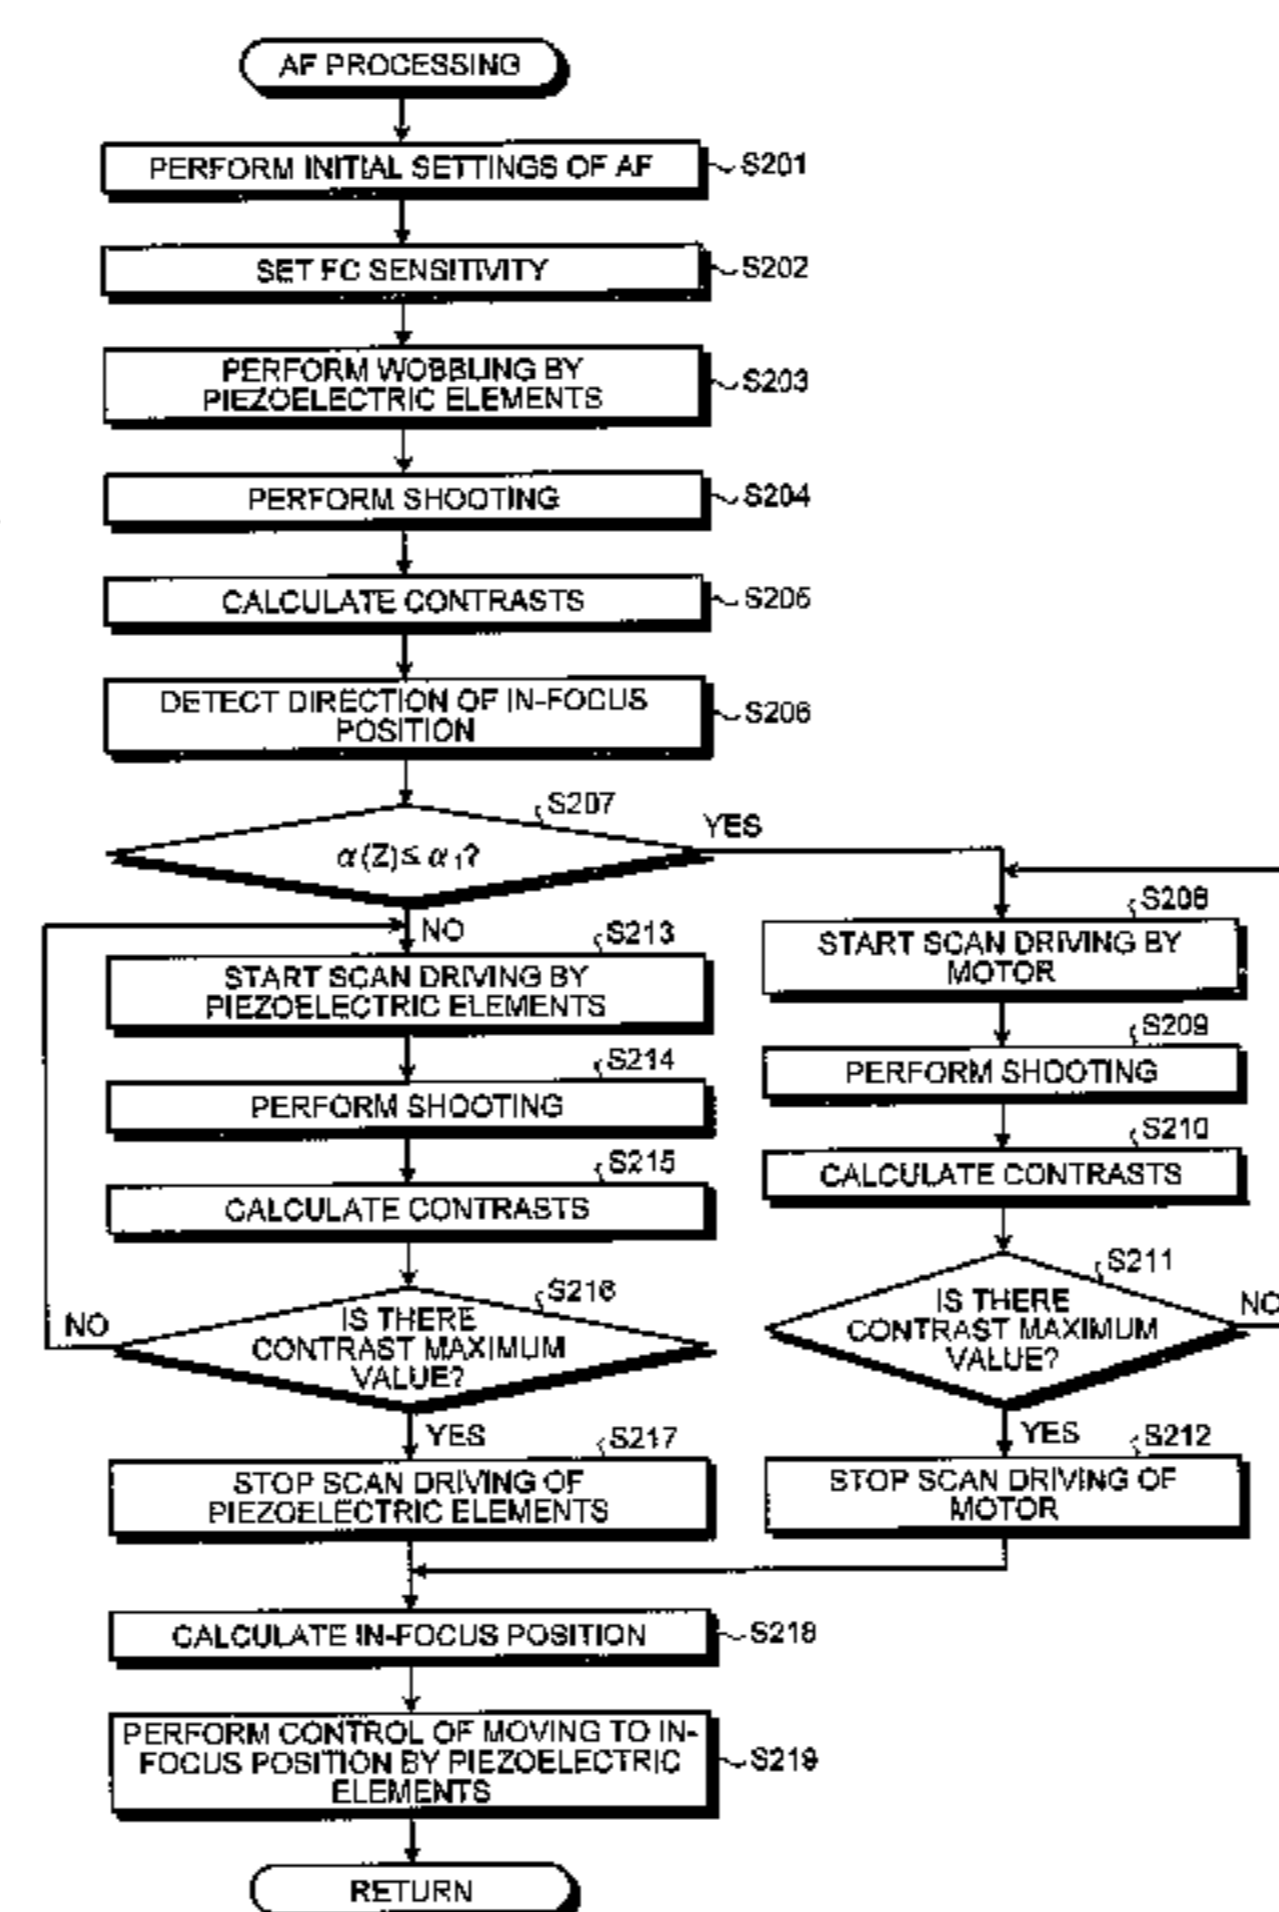 AF PROCESSING
PERFORM INITIAL SETTINGS OF AF
S201
SET FC SENSITIVITY
S202
PERFORM WOBBLING BY
PIEZOELECTRIC ELEMENTS
S203
PERFORM SHOOTING
S204
CALCULATE CONTRASTS
S205
DETECT DIRECTION OF IN-FOCUS
POSITION
S206
S207
α(Z)≤ α₁?
YES
NO
S213
START SCAN DRIVING BY
PIEZOELECTRIC ELEMENTS
S214
PERFORM SHOOTING
S215
CALCULATE CONTRASTS
S216
IS THERE
CONTRAST MAXIMUM
VALUE?
NO
YES
S217
STOP SCAN DRIVING OF
PIEZOELECTRIC ELEMENTS
S208
START SCAN DRIVING BY
MOTOR
S209
PERFORM SHOOTING
S210
CALCULATE CONTRASTS
S211
IS THERE
CONTRAST MAXIMUM
VALUE?
NO
YES
S212
STOP SCAN DRIVING OF
MOTOR
CALCULATE IN-FOCUS POSITION
S218
PERFORM CONTROL OF MOVING TO IN-
FOCUS POSITION BY PIEZOELECTRIC
ELEMENTS
S219
RETURN